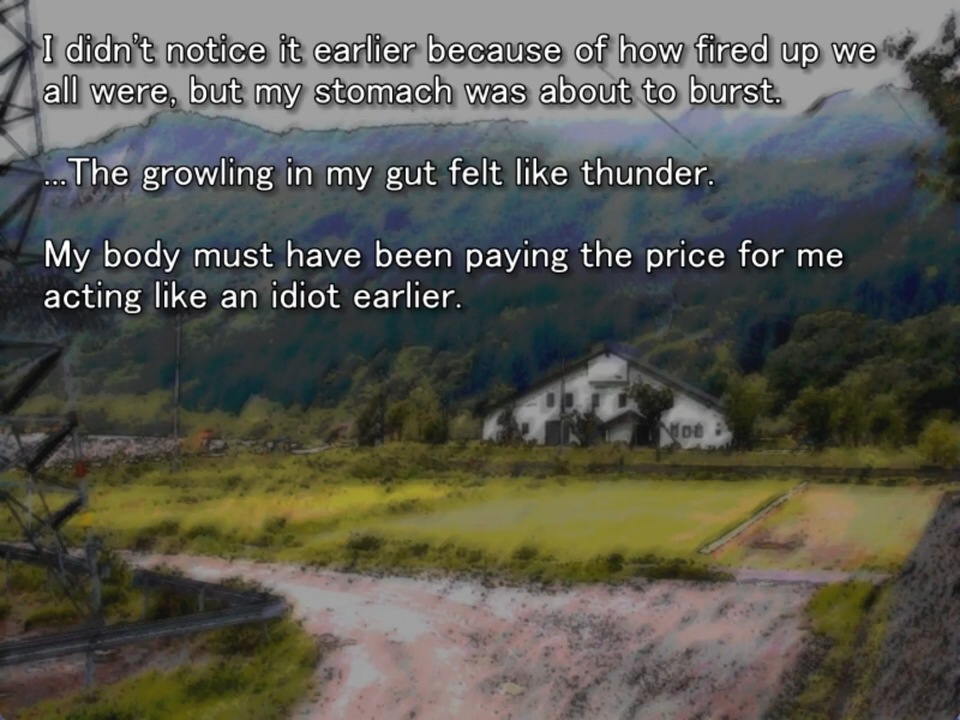 I didn't notice it earlier because of how fired up we
all were, but my stomach was about to burst.
...The growling in my gut felt like thunder.
My body must have been paying the price for me
acting like an idiot earlier.